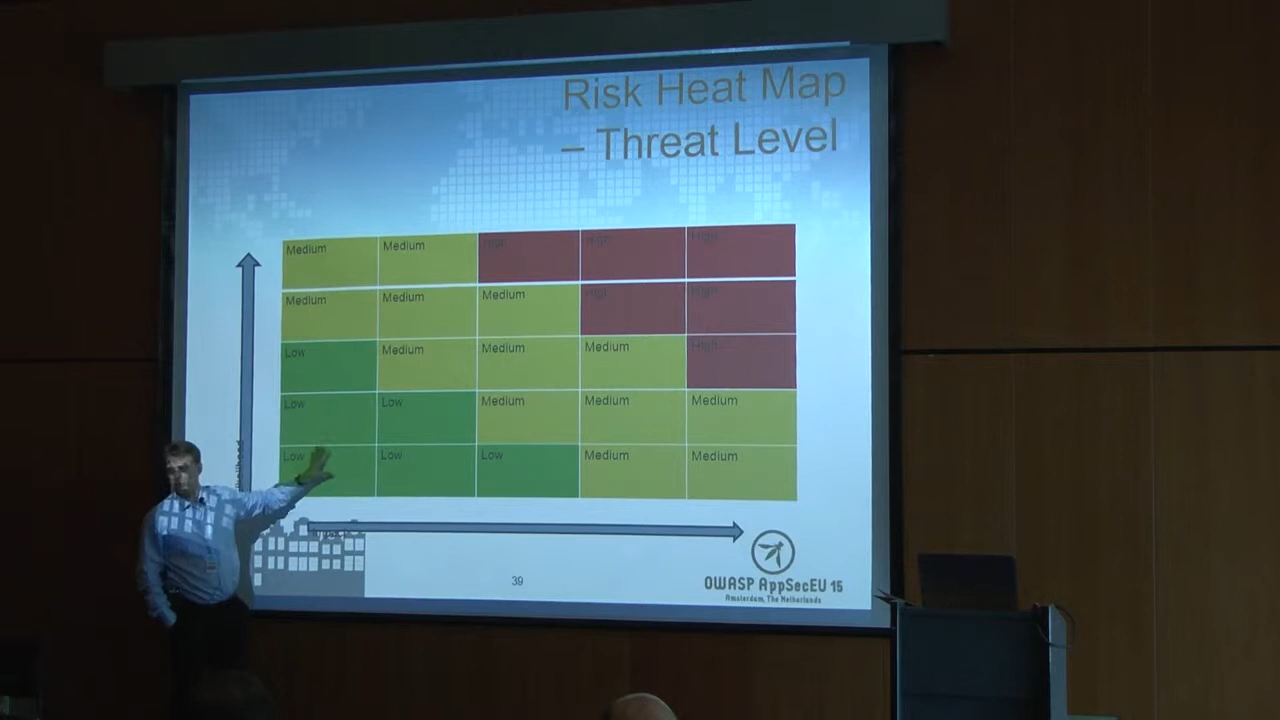 Risk Heat Map
– Threat Level
Medium Medium High High High
Medium Medium Medium High High
Low Medium Medium Medium High
Low Low Medium Medium Medium
Low Low Low Medium Medium
39
OWASP AppSecEU 15
Amsterdam, The Netherlands